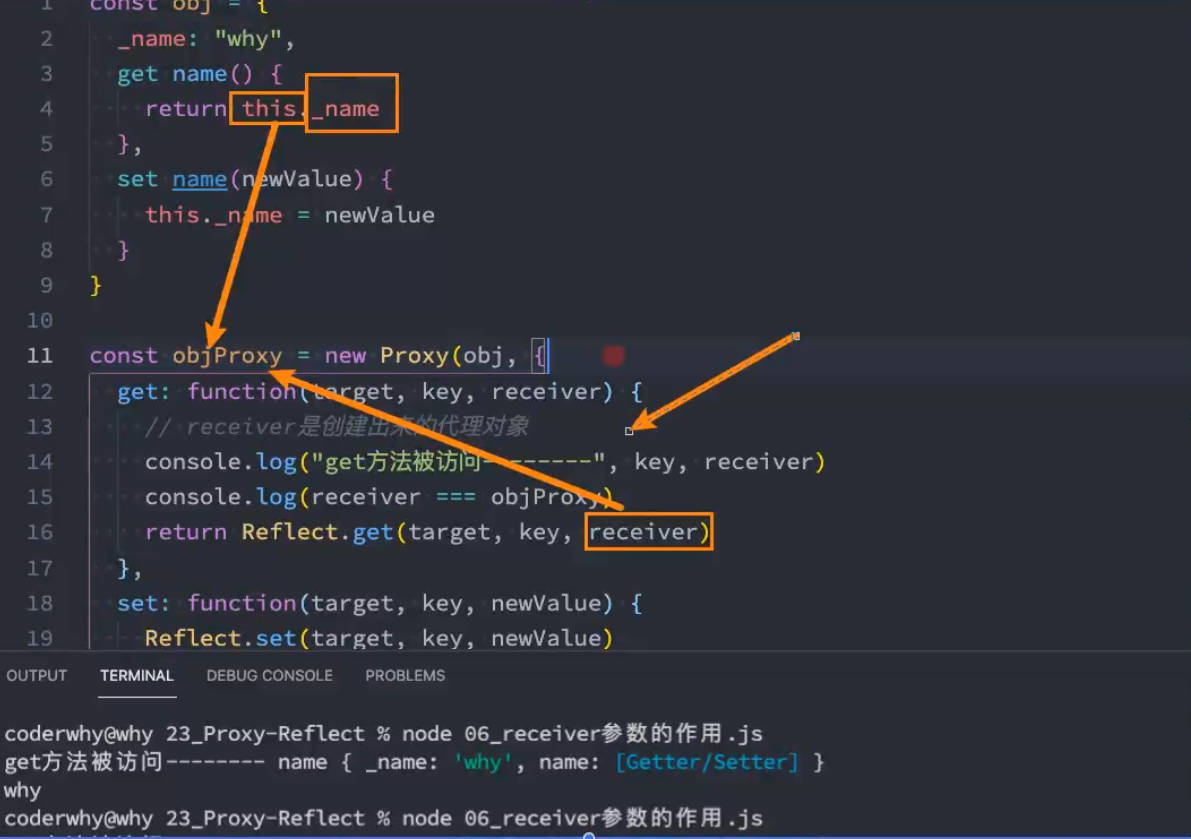 1 const obj = {
2 _name: "why",
3 get name() {
4 return this._name
5 },
6 set name(newValue) {
7 this._name = newValue
8 }
9 }
10
11 const objProxy = new Proxy(obj, {
12 get: function(target, key, receiver) {
13 // receiver是创建出来的代理对象
14 console.log("get方法被访问--------", key, receiver)
15 console.log(receiver === objProxy)
16 return Reflect.get(target, key, receiver)
17 },
18 set: function(target, key, newValue) {
19 Reflect.set(target, key, newValue)
OUTPUT TERMINAL DEBUG CONSOLE PROBLEMS
coderwhy@why 23_Proxy-Reflect % node 06_receiver参数的作用.js
get方法被访问-------- name { _name: 'why', name: [Getter/Setter] }
why
coderwhy@why 23_Proxy-Reflect % node 06_receiver参数的作用.js